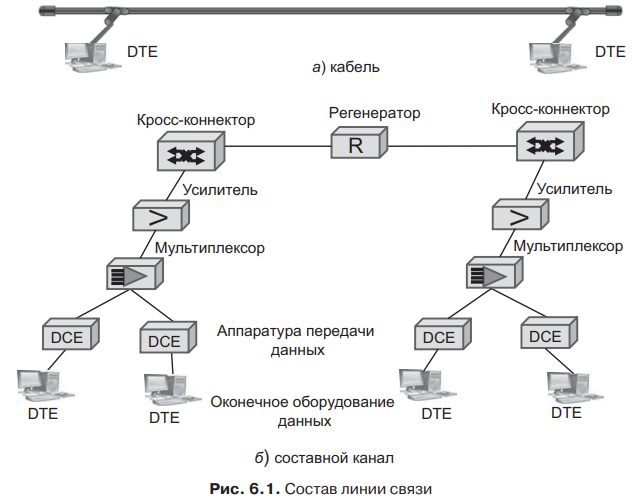 DTE
DTE
а) кабель
Кросс-коннектор
Регенератор
Кросс-коннектор
R
Усилитель
Усилитель
>
>
Мультиплексор
Мультиплексор
DCE
DCE
Аппаратура передачи
данных
DCE
DCE
DTE
DTE
Оконечное оборудование
данных
DTE
DTE
б) составной канал
Рис. 6.1. Состав линии связи